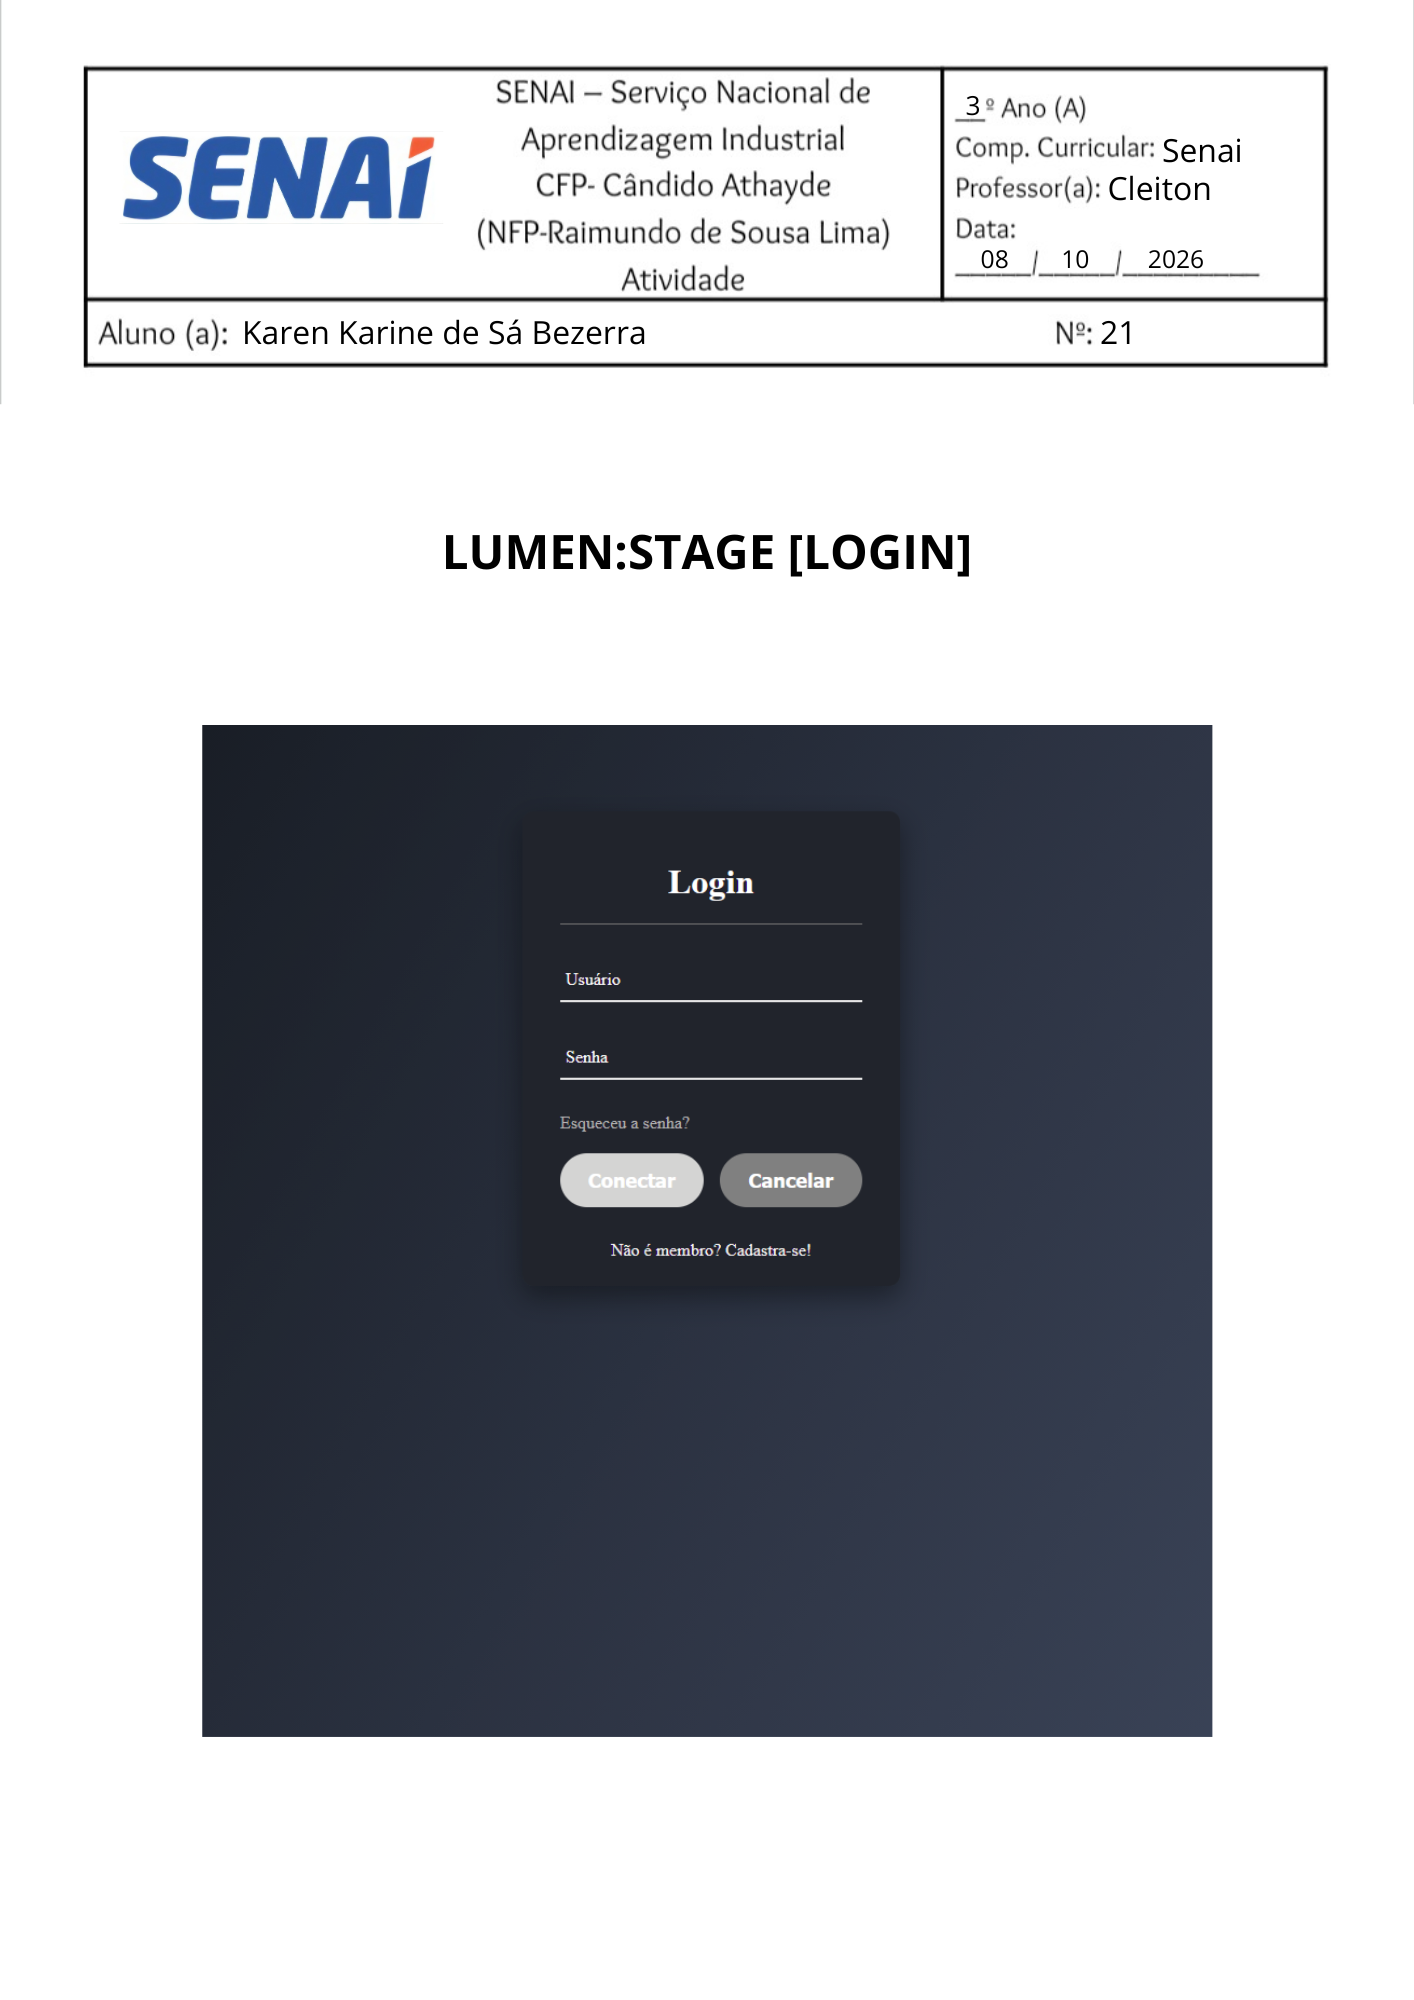 SENAI
SENAI – Serviço Nacional de
Aprendizagem Industrial
CFP- Cândido Athayde
(NFP-Raimundo de Sousa Lima)
Atividade
3º Ano (A)
Comp. Curricular: Senai
Professor(a): Cleiton
Data:
08/10/2026
Aluno (a): Karen Karine de Sá Bezerra Nº: 21
LUMEN:STAGE [LOGIN]
Login
Usuário
Senha
Esqueceu a senha?
Conectar Cancelar
Não é membro? Cadastra-se!